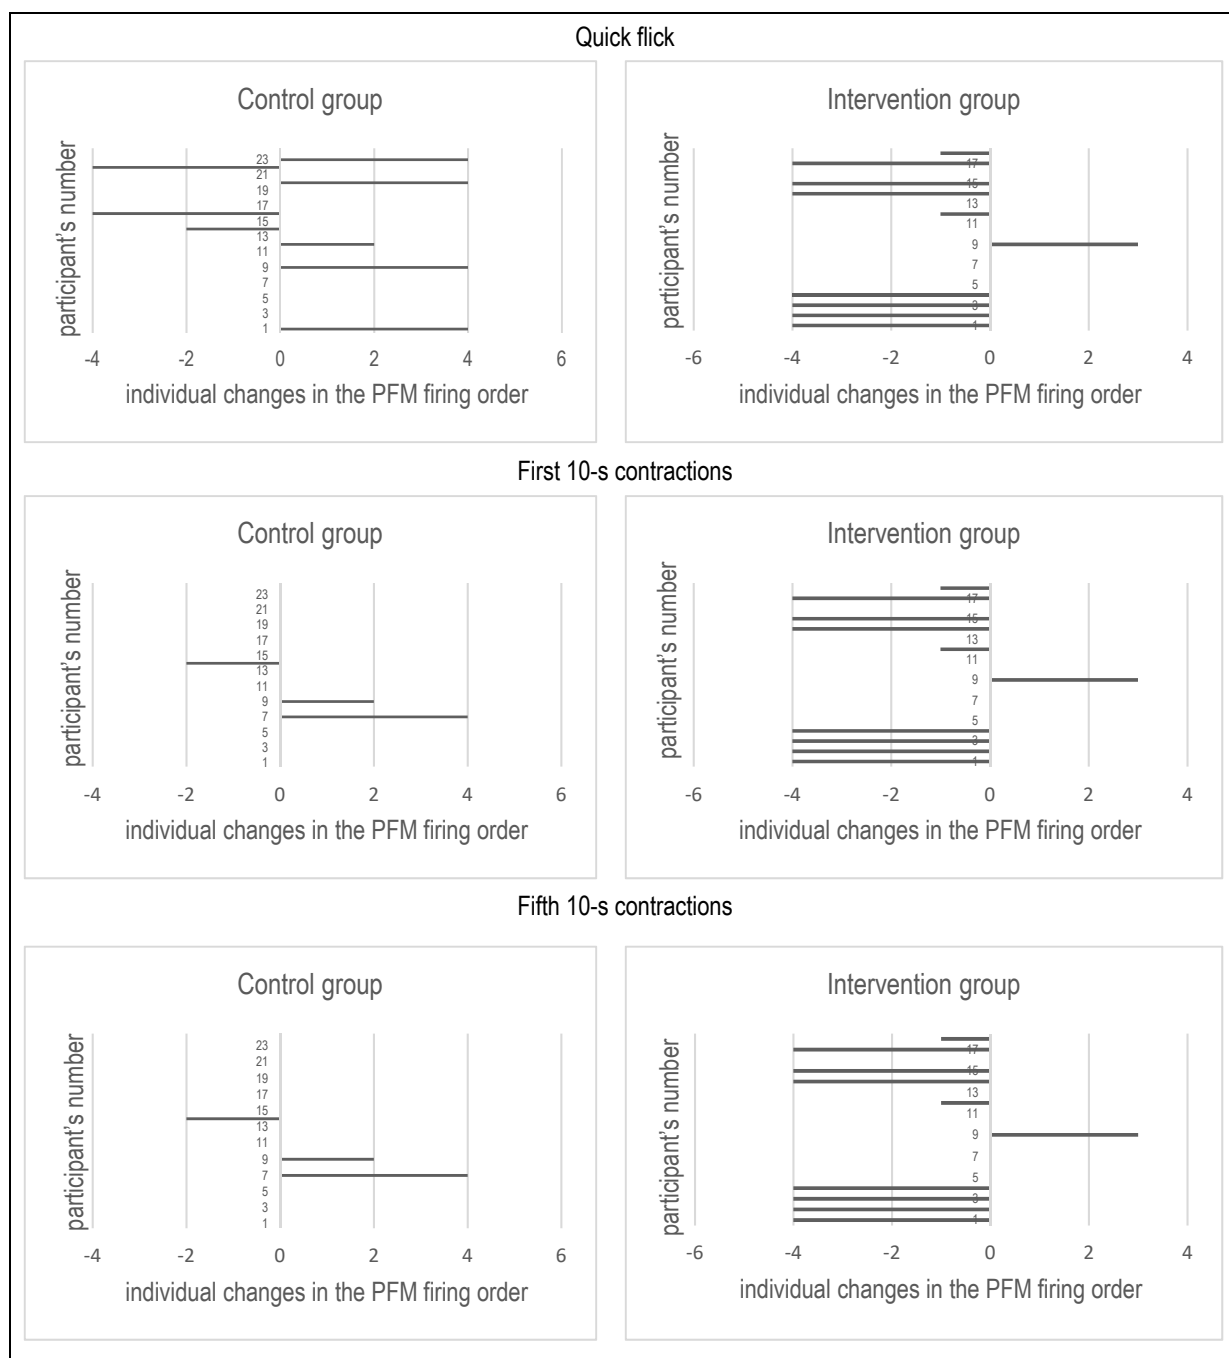 Quick flick
Control group
participant's number
23
21
19
17
15
13
11
9
7
5
3
1
-4 -2 0 2 4 6
individual changes in the PFM firing order
Intervention group
participant's number
17
15
13
11
9
7
5
3
1
-6 -4 -2 0 2 4
individual changes in the PFM firing order
First 10-s contractions
Control group
participant's number
23
21
19
17
15
13
11
9
7
5
3
1
-4 -2 0 2 4 6
individual changes in the PFM firing order
Intervention group
participant's number
17
15
13
11
9
7
5
3
1
-6 -4 -2 0 2 4
individual changes in the PFM firing order
Fifth 10-s contractions
Control group
participant's number
23
21
19
17
15
13
11
9
7
5
3
1
-4 -2 0 2 4 6
individual changes in the PFM firing order
Intervention group
participant's number
17
15
13
11
9
7
5
3
1
-6 -4 -2 0 2 4
individual changes in the PFM firing order